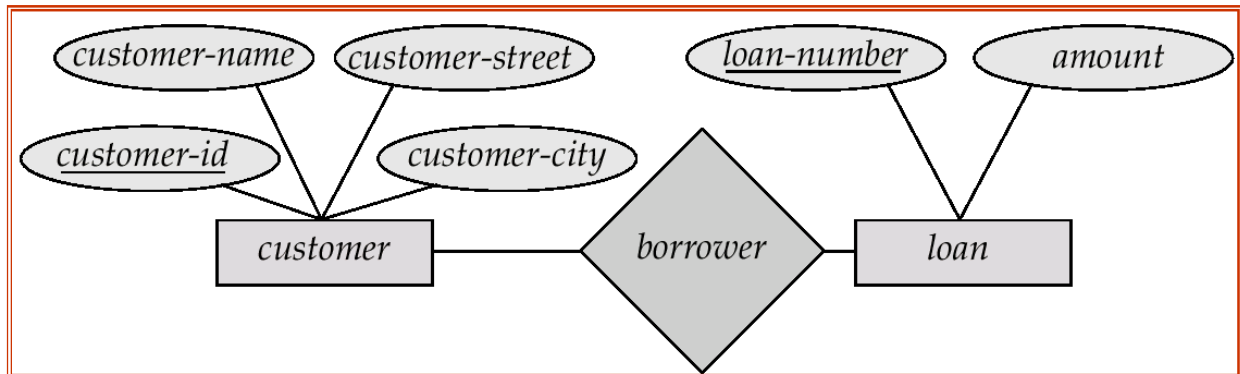 customer-name
customer-street
loan-number
amount
customer-id
customer-city
customer
borrower
loan